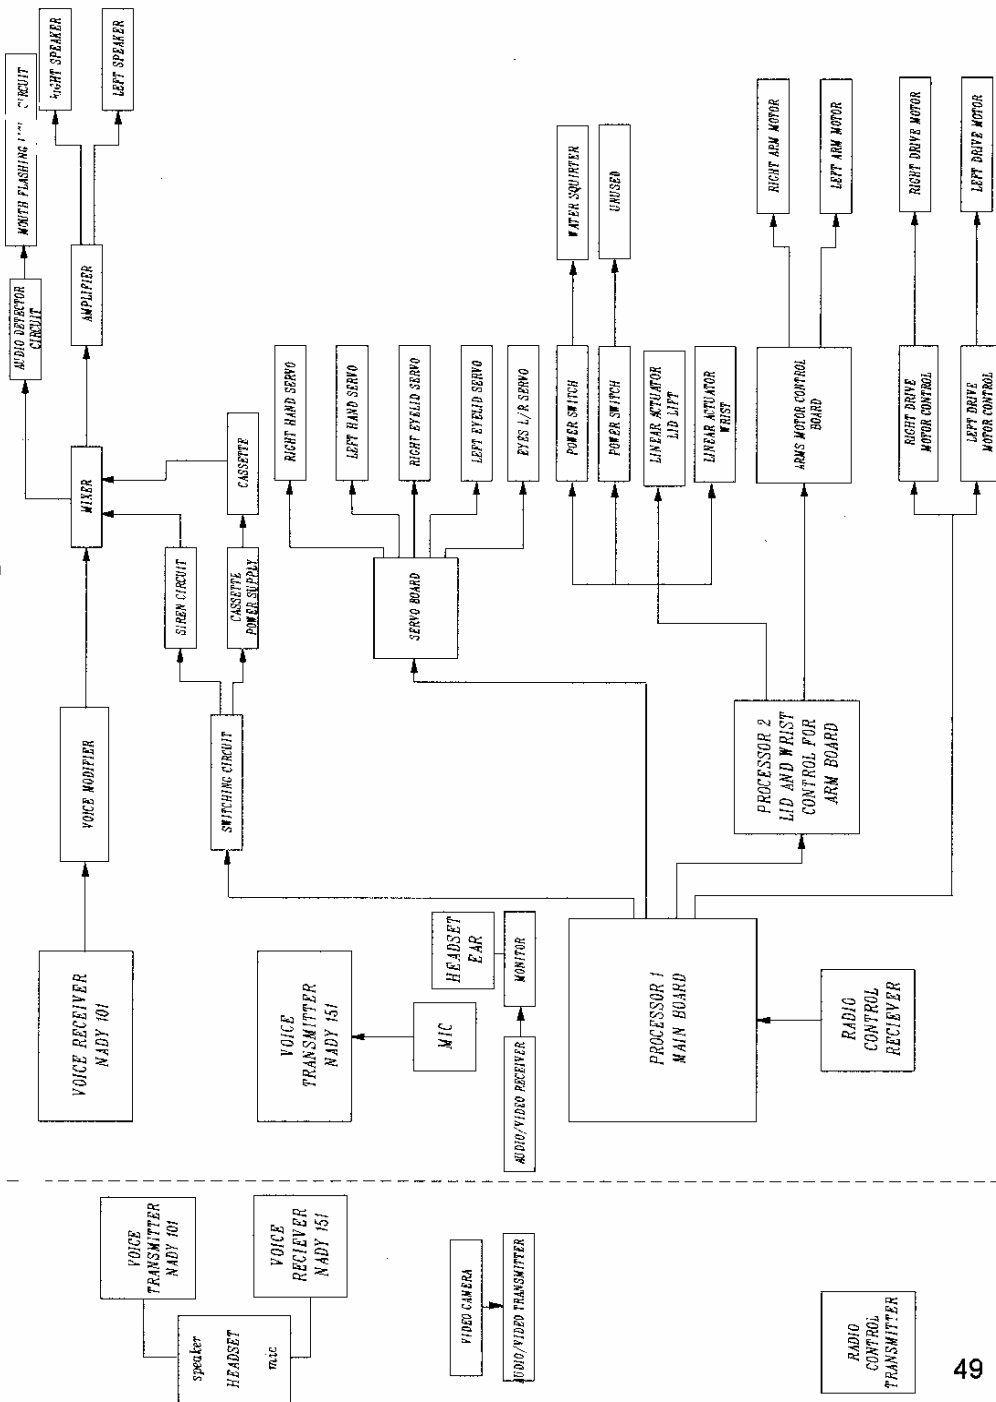 RIGHT SPEAKER
LEFT SPEAKER
MOUTH FLASHING
CIRCUIT
AUDIO DETECTOR
CIRCUIT
AMPLIFIER
MIXER
CASSETTE
SIREN CIRCUIT
CASSETTE
POWER SUPPLY
VOICE MODIFIER
SWITCHING CIRCUIT
VOICE RECEIVER
NADY 101
VOICE
TRANSMITTER
NADY 151
MIC
HEADSET
EAR
MONITOR
AUDIO/VIDEO RECEIVER
RIGHT HAND SERVO
LEFT HAND SERVO
RIGHT EYELID SERVO
LEFT EYELID SERVO
EYES L/R SERVO
SERVO BOARD
WATER SQUIRTER
UNUSED
POWER SWITCH
POWER SWITCH
LINEAR ACTUATOR
LID LIFT
LINEAR ACTUATOR
WRIST
RIGHT ARM MOTOR
LEFT ARM MOTOR
ARMS MOTOR CONTROL
BOARD
RIGHT DRIVE MOTOR
LEFT DRIVE MOTOR
RIGHT DRIVE
MOTOR CONTROL
LEFT DRIVE
MOTOR CONTROL
PROCESSOR 2
LID AND WRIST
CONTROL FOR
ARM BOARD
PROCESSOR 1
MAIN BOARD
RADIO
CONTROL
RECIEVER
VOICE
TRANSMITTER
NADY 101
VOICE
RECIEVER
NADY 151
speaker
HEADSET
mic
VIDEO CAMERA
AUDIO/VIDEO TRANSMITTER
RADIO
CONTROL
TRANSMITTER
49